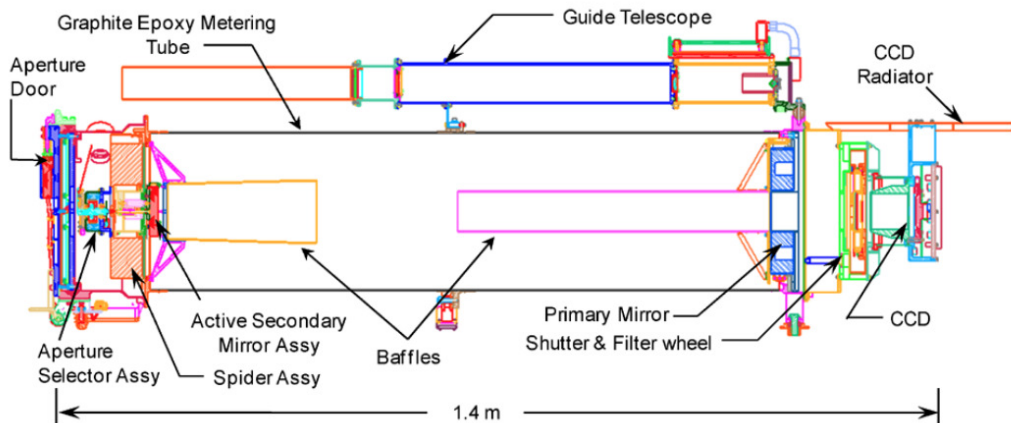 Graphite Epoxy Metering
Tube
Guide Telescope
CCD
Radiator
Aperture
Door
Active Secondary
Mirror Assy
Aperture
Selector Assy
Spider Assy
Baffles
Primary Mirror
Shutter & Filter wheel
CCD
1.4 m